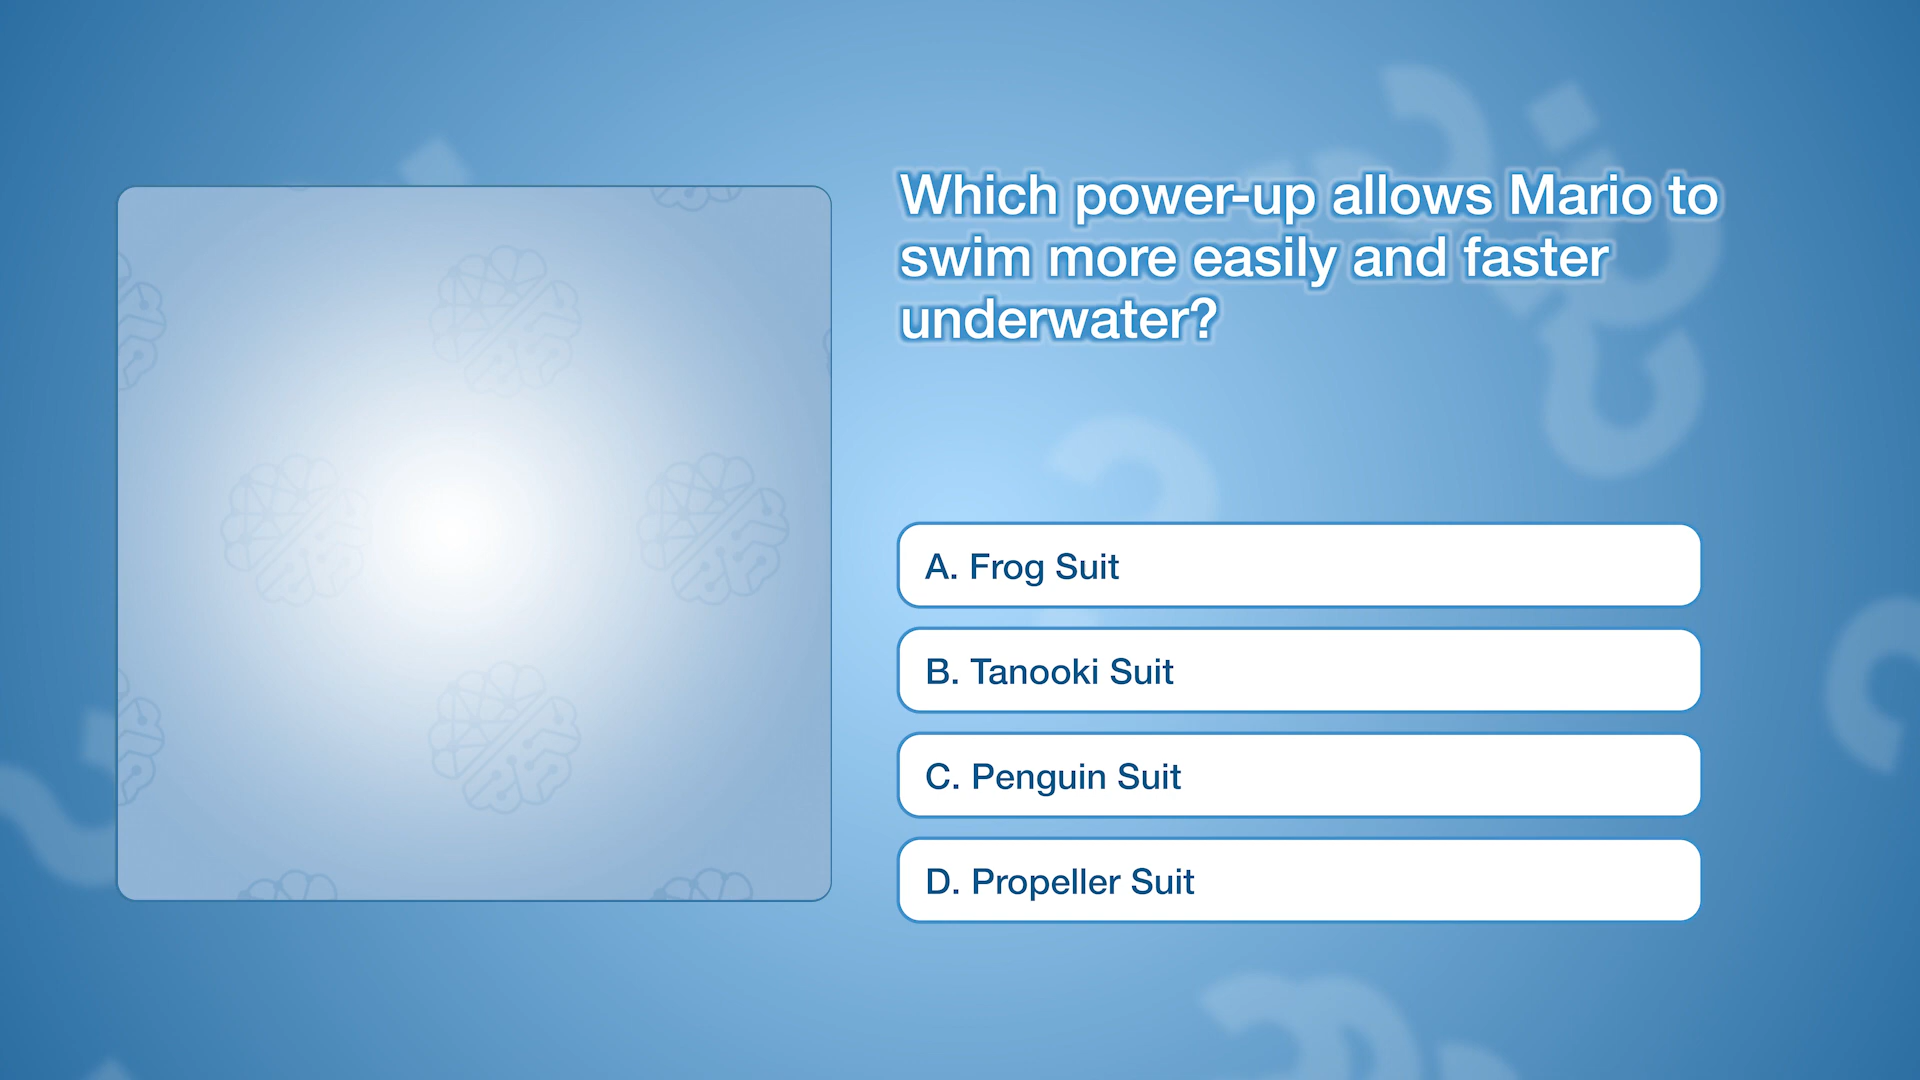 Which power-up allows Mario to
swim more easily and faster
underwater?
A. Frog Suit
B. Tanooki Suit
C. Penguin Suit
D. Propeller Suit